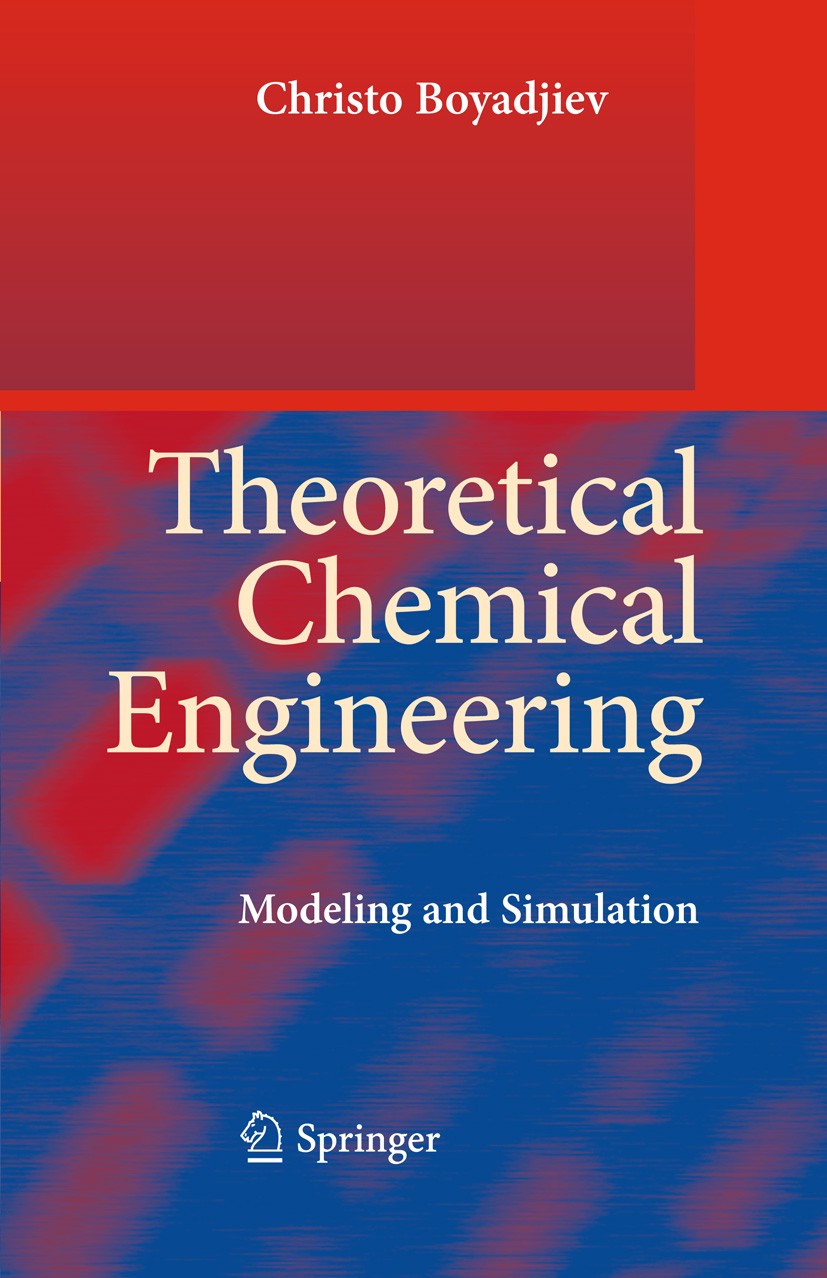 Christo Boyadjiev
Theoretical
Chemical
Engineering
Modeling and Simulation
Springer